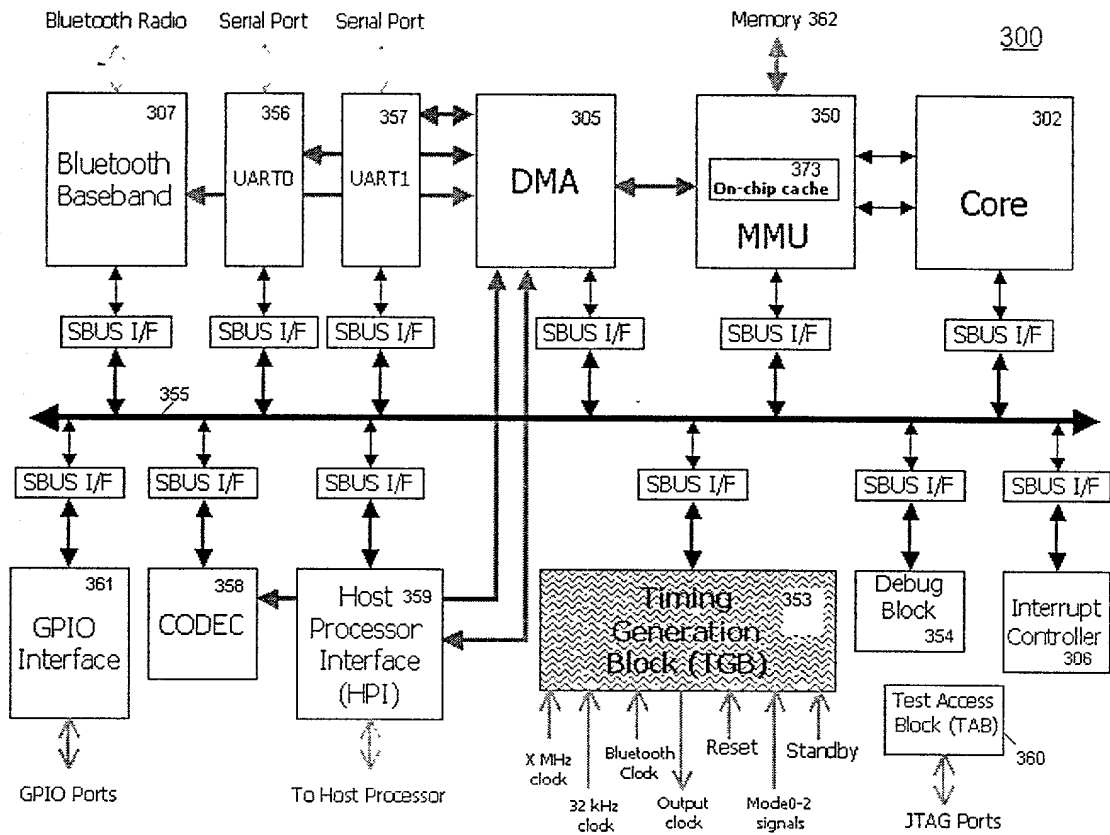 Bluetooth Radio
Serial Port
Serial Port
Memory 362
300
307
Bluetooth
Baseband
356
UART0
357
UART1
305
DMA
350
373
On-chip cache
MMU
302
Core
SBUS I/F
SBUS I/F
SBUS I/F
SBUS I/F
SBUS I/F
SBUS I/F
355
SBUS I/F
SBUS I/F
SBUS I/F
SBUS I/F
SBUS I/F
SBUS I/F
361
GPIO
Interface
358
CODEC
Host
359
Processor
Interface
(HPI)
Timing
353
Generation
Block (TGB)
Debug
Block
354
Interrupt
Controller
306
Test Access
Block (TAB)
360
X MHz
clock
32 kHz
clock
Bluetooth
Clock
Output
clock
Reset
Mode0-2
signals
Standby
GPIO Ports
To Host Processor
JTAG Ports